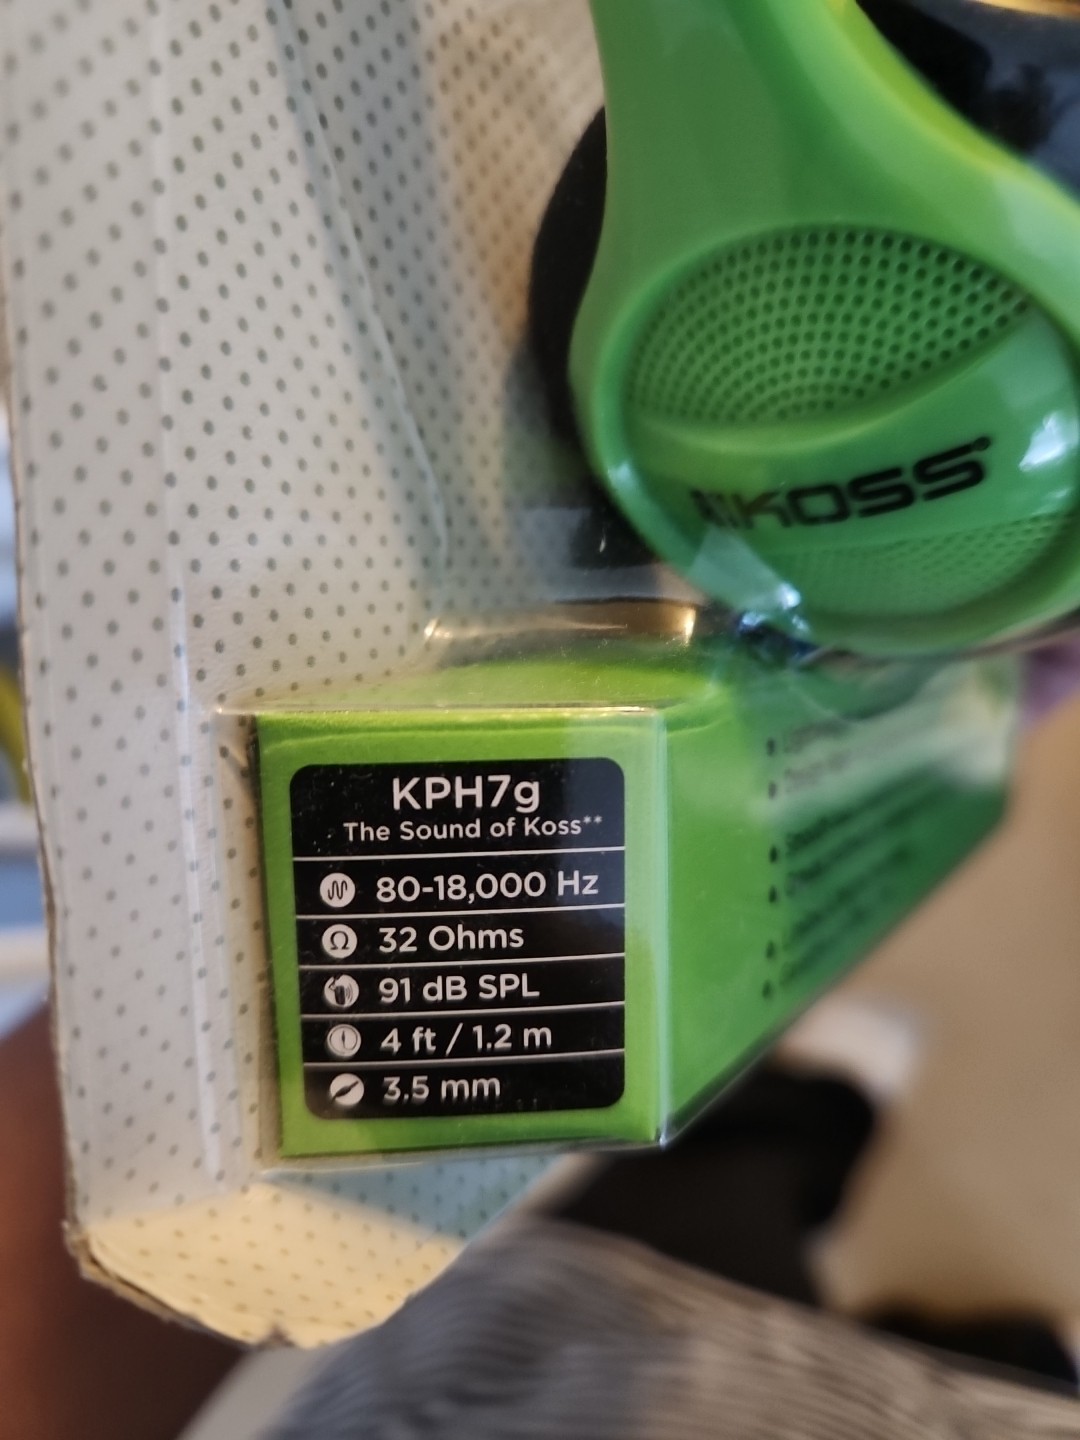 KOSS
KPH7g
The Sound of Koss**
80-18,000 Hz
32 Ohms
91 dB SPL
4 ft / 1.2 m
3.5 mm